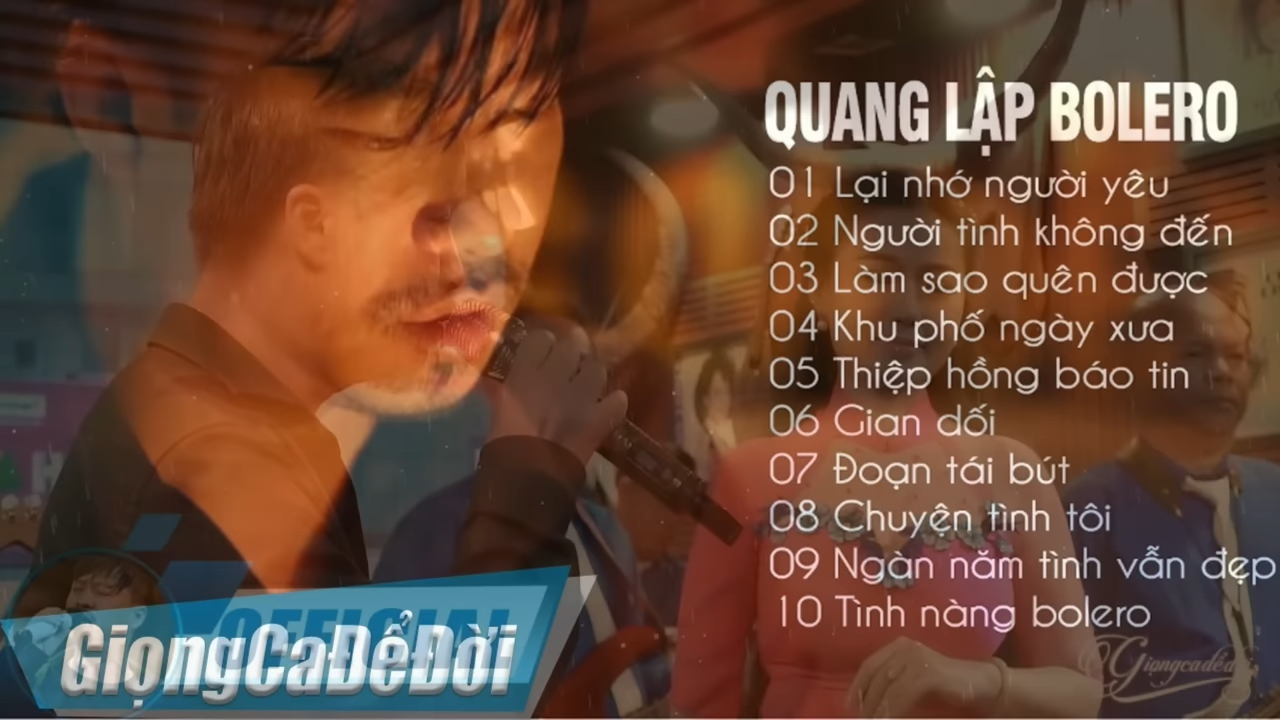 QUANG LẬP BOLERO
01 Lại nhớ người yêu
02 Người tình không đến
03 Làm sao quên được
04 Khu phố ngày xưa
05 Thiệp hồng báo tin
06 Gian dối
07 Đoạn tái bút
08 Chuyện tình tôi
09 Ngàn năm tình vẫn đẹp
10 Tình nàng bolero
OFFICIAL
GiọngCaĐểĐời